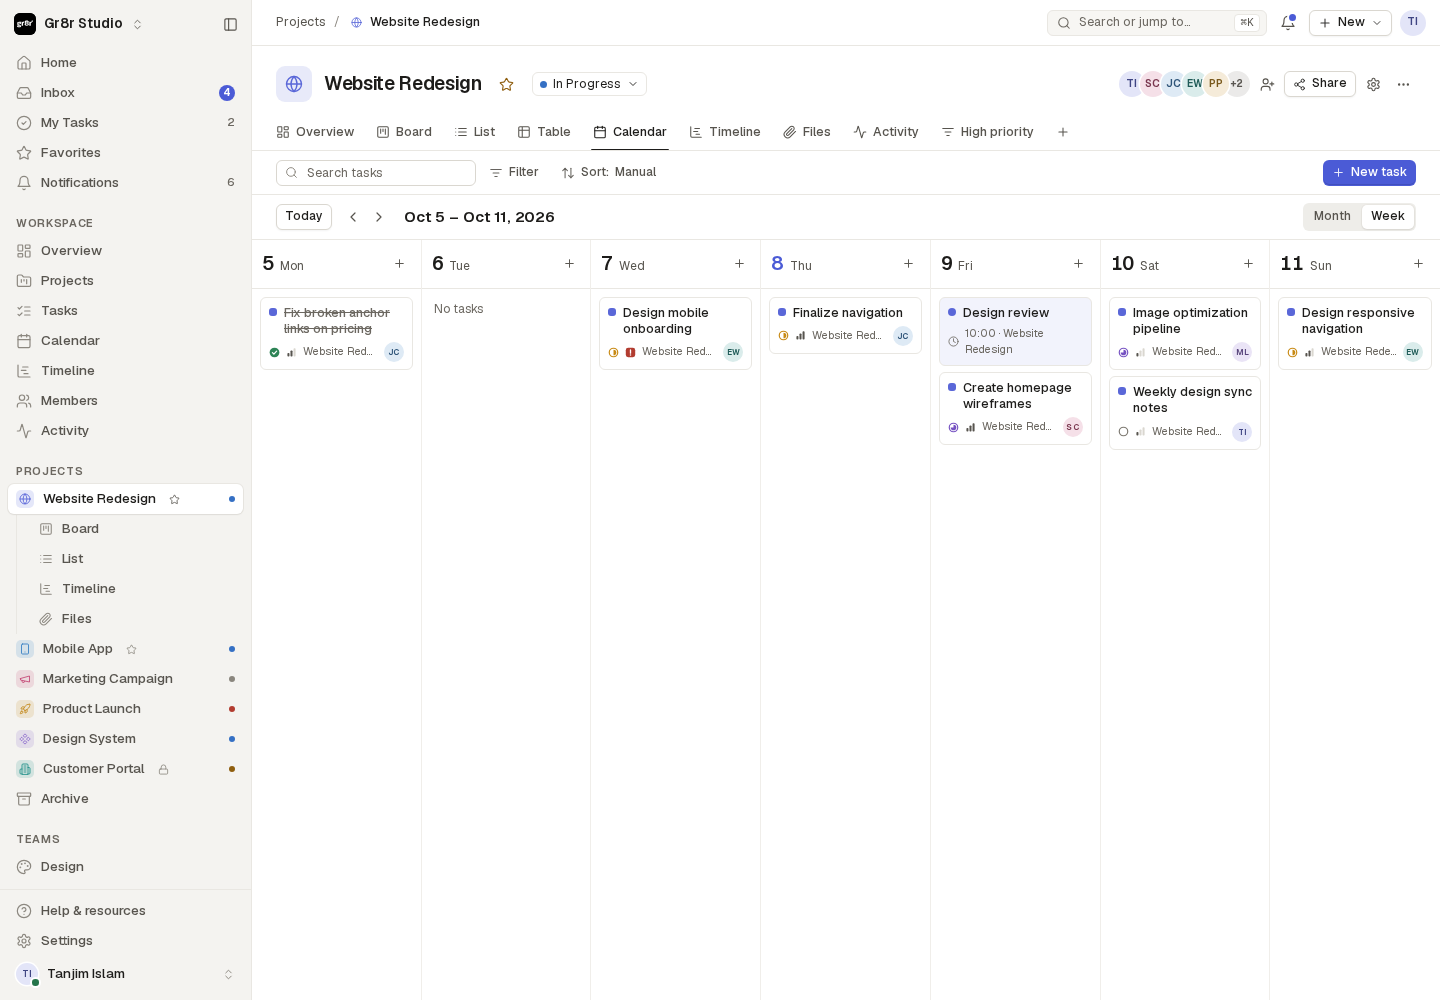 gr8r
Gr8r Studio
Home
Inbox 4
My Tasks 2
Favorites
Notifications 6
WORKSPACE
Overview
Projects
Tasks
Calendar
Timeline
Members
Activity
PROJECTS
Website Redesign
Board
List
Timeline
Files
Mobile App
Marketing Campaign
Product Launch
Design System
Customer Portal
Archive
TEAMS
Design
Help & resources
Settings
TI Tanjim Islam
Projects / Website Redesign
Search or jump to... ⌘K
New
TI
Website Redesign
In Progress
TI SC JC EW PP +2
Share
Overview Board List Table Calendar Timeline Files Activity High priority
Search tasks
Filter
Sort: Manual
New task
Today
Oct 5 – Oct 11, 2026
Month Week
5 Mon
Fix broken anchor
links on pricing
Website Red... JC
6 Tue
No tasks
7 Wed
Design mobile
onboarding
Website Red... EW
8 Thu
Finalize navigation
Website Red... JC
9 Fri
Design review
10:00 · Website
Redesign
Create homepage
wireframes
Website Red... SC
10 Sat
Image optimization
pipeline
Website Red... ML
Weekly design sync
notes
Website Red... TI
11 Sun
Design responsive
navigation
Website Rede... EW